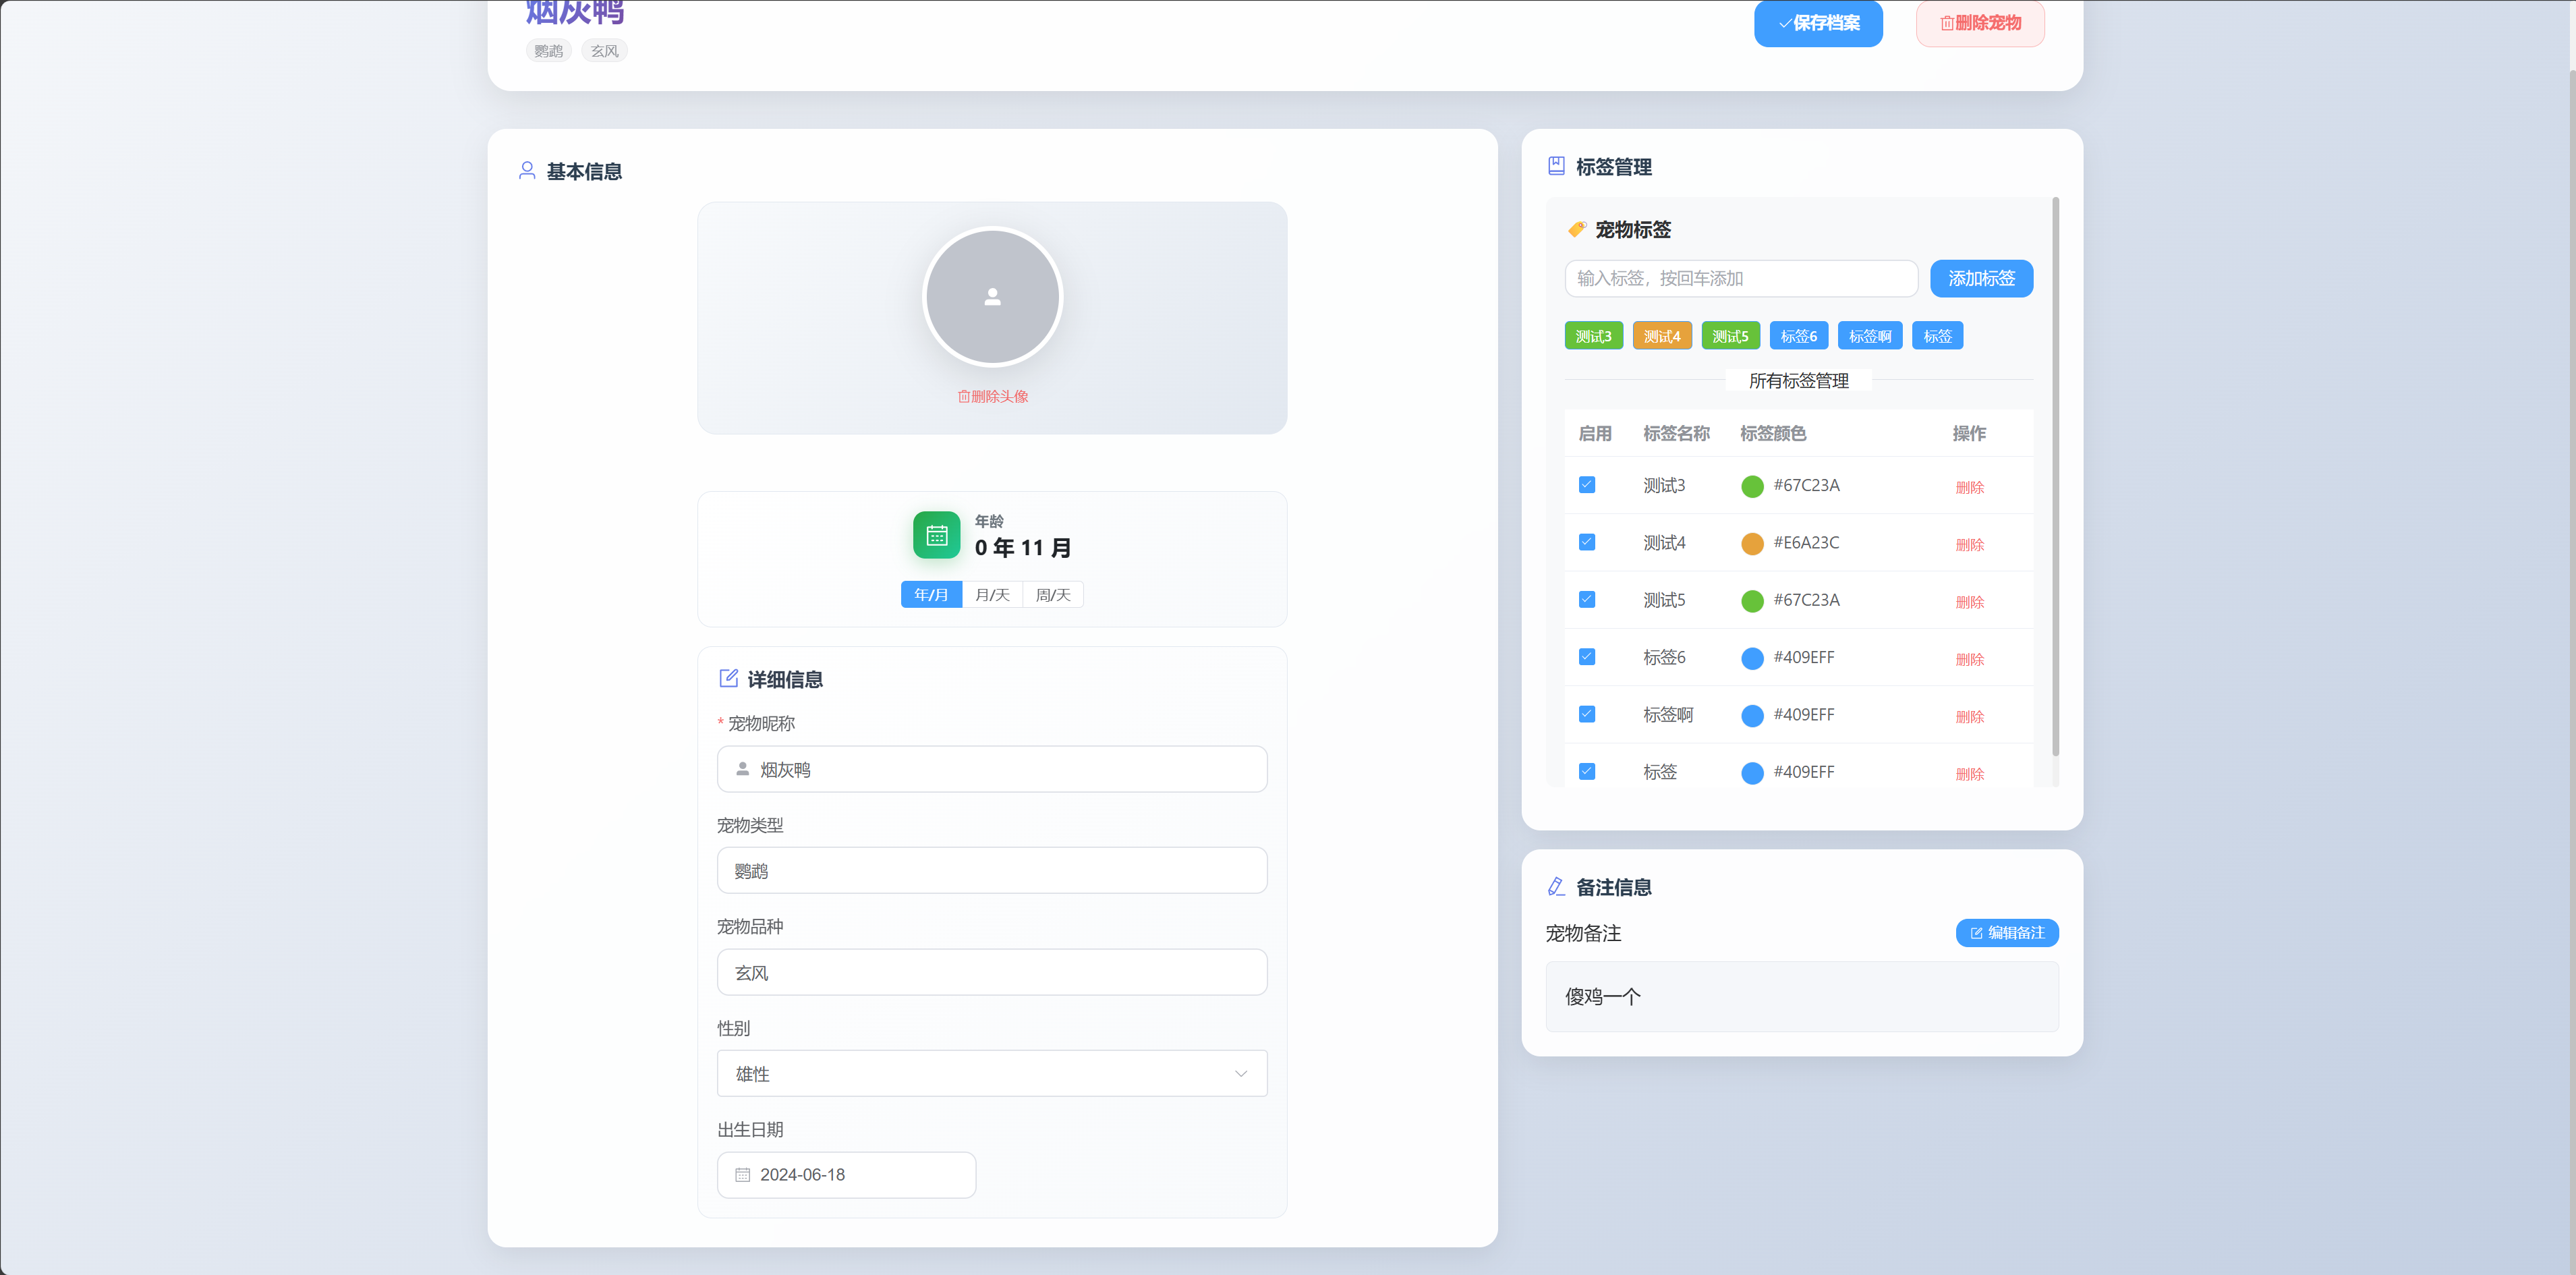 烟灰鸭
鹦鹉 玄风
保存档案 删除宠物
基本信息
删除头像
年龄
0 年 11 月
年/月 月/天 周/天
详细信息
* 宠物昵称
烟灰鸭
宠物类型
鹦鹉
宠物品种
玄风
性别
雄性
出生日期
2024-06-18
标签管理
宠物标签
输入标签，按回车添加 添加标签
测试3 测试4 测试5 标签6 标签啊 标签
所有标签管理
启用 标签名称 标签颜色 操作
测试3 #67C23A 删除
测试4 #E6A23C 删除
测试5 #67C23A 删除
标签6 #409EFF 删除
标签啊 #409EFF 删除
标签 #409EFF 删除
备注信息
宠物备注 编辑备注
傻鸡一个